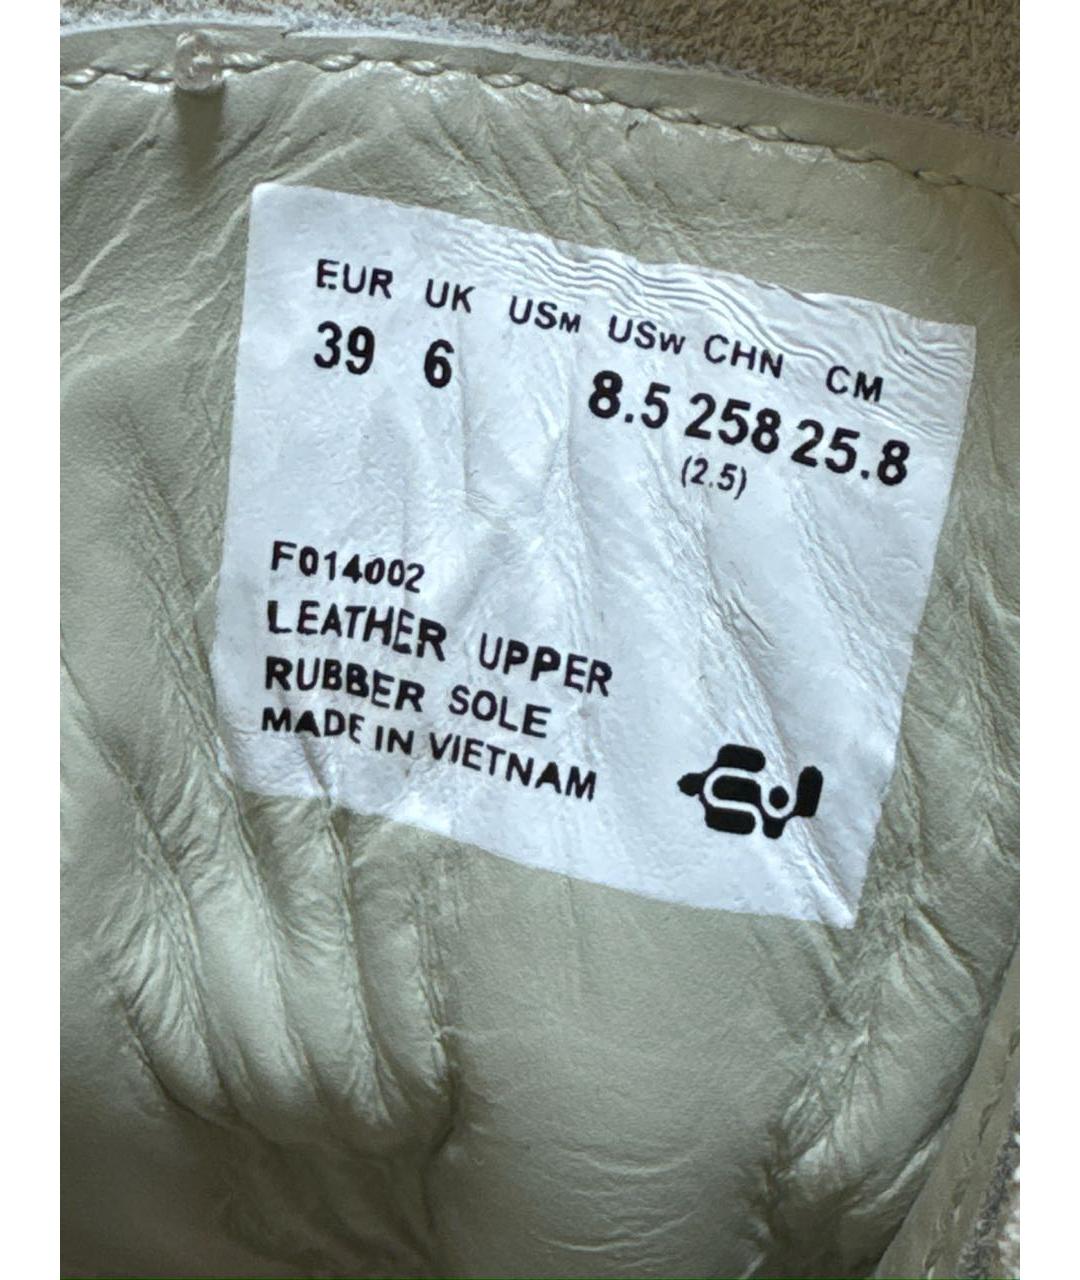 EUR UK USM USW CHN CM
39 6 8.5 258 25.8
(2.5)
F014002
LEATHER UPPER
RUBBER SOLE
MADE IN VIETNAM